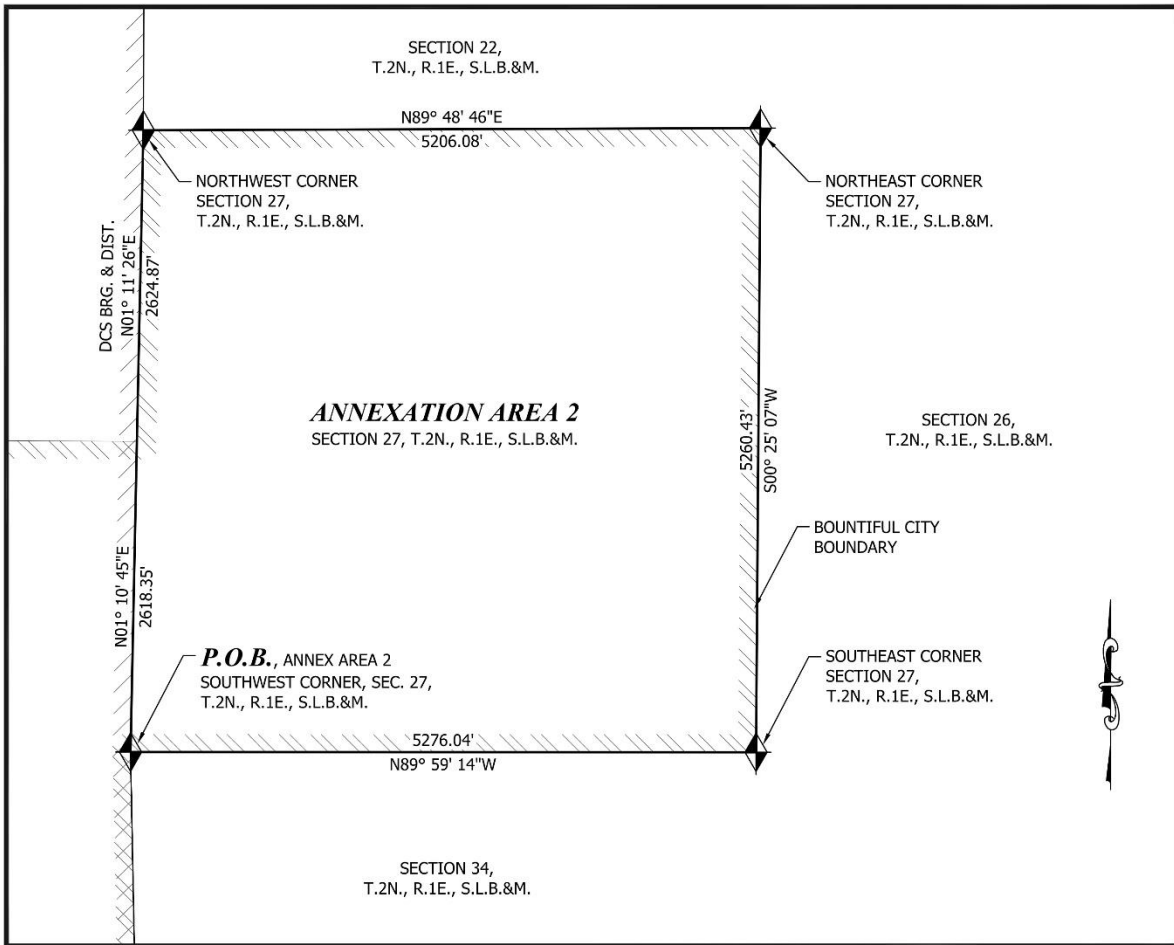 SECTION 22,
T.2N., R.1E., S.L.B.&M.
N89° 48' 46"E
5206.08'
NORTHWEST CORNER
SECTION 27,
T.2N., R.1E., S.L.B.&M.
NORTHEAST CORNER
SECTION 27,
T.2N., R.1E., S.L.B.&M.
DCS BRG. & DIST.
N01° 11' 26"E
2624.87'
ANNEXATION AREA 2
SECTION 27, T.2N., R.1E., S.L.B.&M.
5260.43'
S00° 25' 07"W
SECTION 26,
T.2N., R.1E., S.L.B.&M.
BOUNTIFUL CITY
BOUNDARY
N01° 10' 45"E
2618.35'
P.O.B., ANNEX AREA 2
SOUTHWEST CORNER, SEC. 27,
T.2N., R.1E., S.L.B.&M.
SOUTHEAST CORNER
SECTION 27,
T.2N., R.1E., S.L.B.&M.
5276.04'
N89° 59' 14"W
SECTION 34,
T.2N., R.1E., S.L.B.&M.